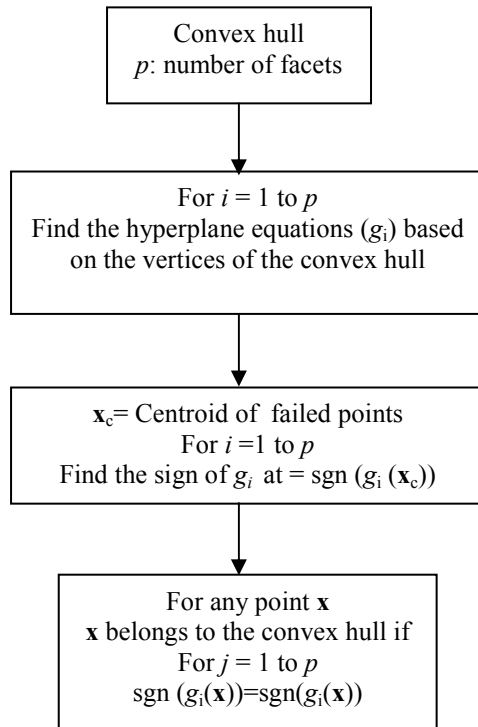 Convex hull
p: number of facets
For i = 1 to p
Find the hyperplane equations (gi) based
on the vertices of the convex hull
xc= Centroid of failed points
For i =1 to p
Find the sign of gi at = sgn (gi (xc))
For any point x
x belongs to the convex hull if
For j = 1 to p
sgn (gi(x))=sgn(gi(x))